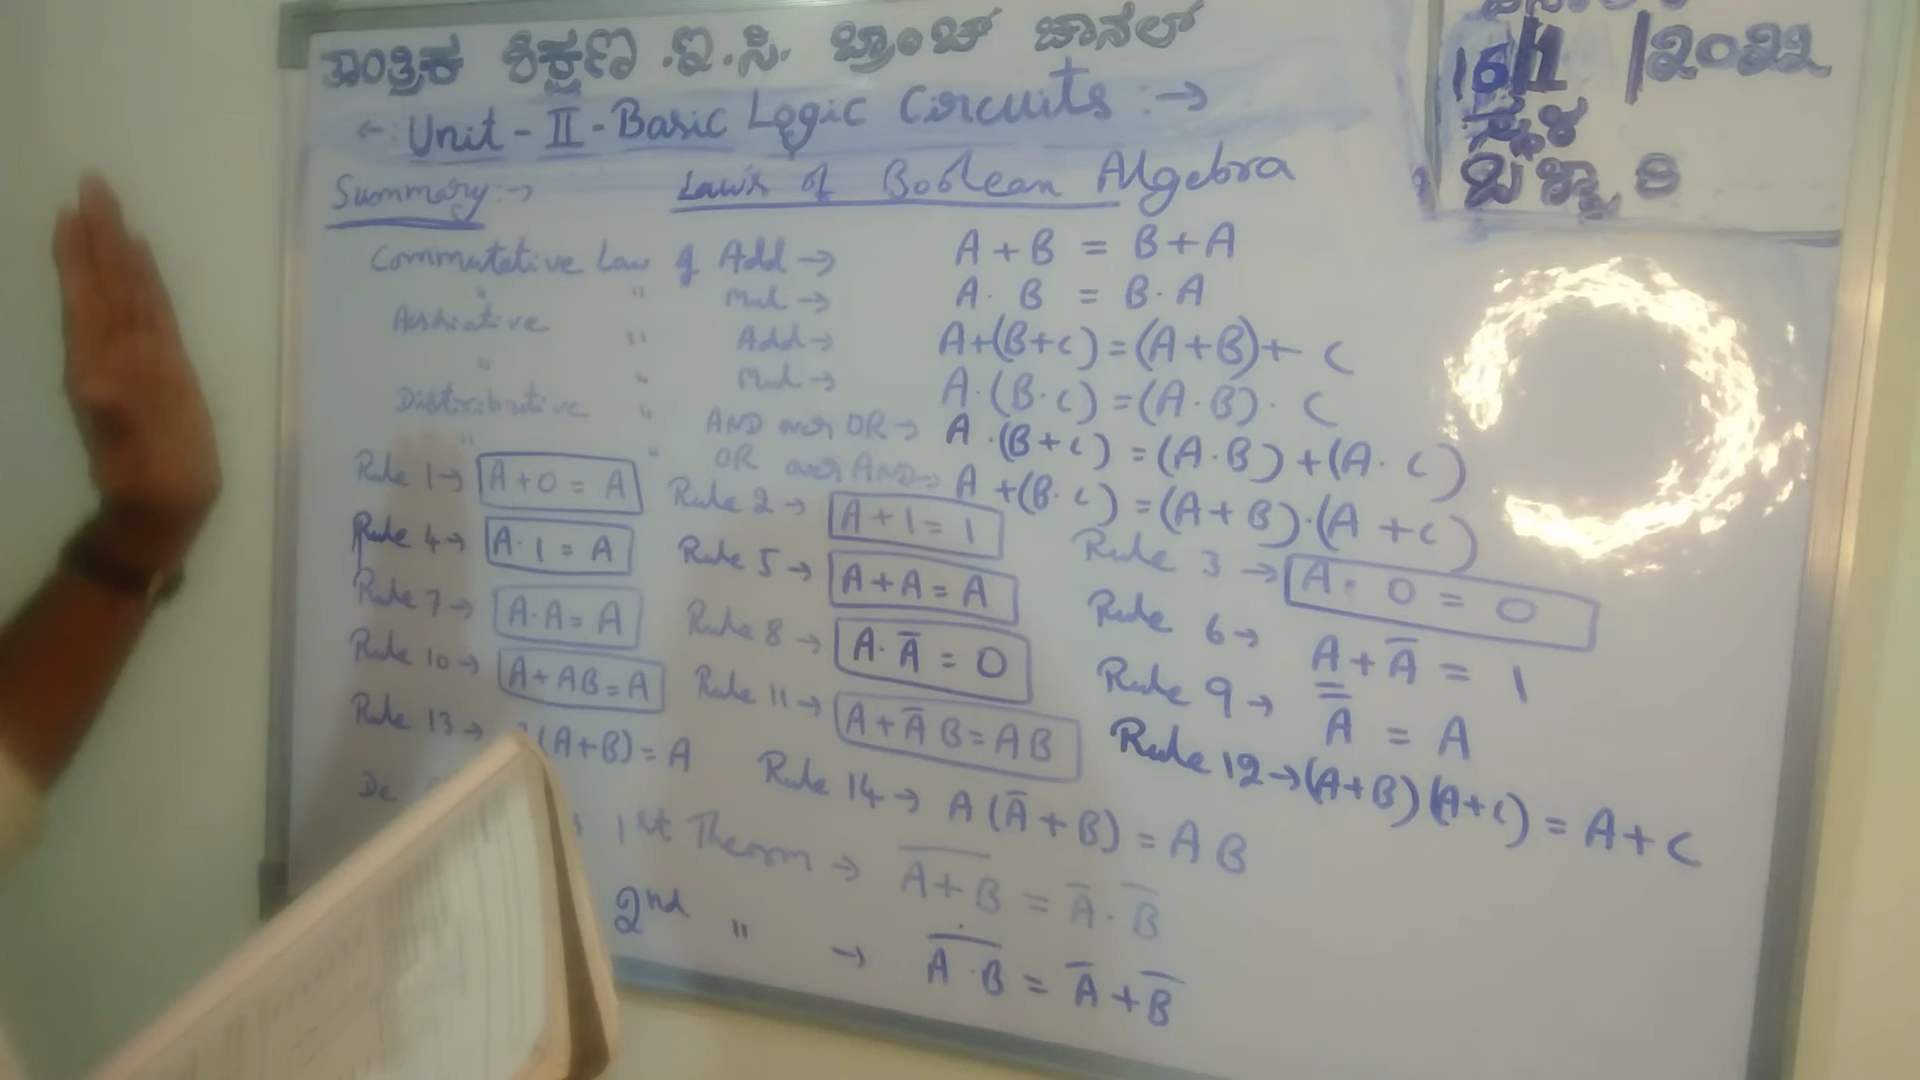 ತಾಂತ್ರಿಕ ಶಿಕ್ಷಣ .ಇ.ಸಿ. ಬ್ರಾಂಚ್ ಚಾನೆಲ್
16/1/2022
←: Unit - II - Basic Logic Circuits :→
Summary:→ Laws of Boolean Algebra
Commutative Law of Add → A + B = B + A
" " Mul → A · B = B · A
Associative " Add → A+(B+C) = (A+B)+ C
" " Mul → A·(B·C) = (A·B)· C
Distributive " AND over OR → A ·(B+C) = (A·B)+(A·C)
" " OR over AND → A +(B·C) = (A+B)·(A+C)
Rule 1 → A+0 = A Rule 2 → A+1 = 1 Rule 3 → A· 0 = 0
Rule 4 → A·1 = A Rule 5 → A+A = A Rule 6 → A+A̅ = 1
Rule 7 → A·A = A Rule 8 → A·A̅ = 0 Rule 9 → A̿ = A
Rule 10 → A+AB = A Rule 11 → A+A̅B = AB Rule 12 → (A+B)(A+C) = A+C
Rule 13 → (A+B) = A Rule 14 → A(A̅+B) = AB
De 1st Theorm → A̅+̅B̅ = A̅·B̅
2nd " → A̅·̅B̅ = A̅+B̅